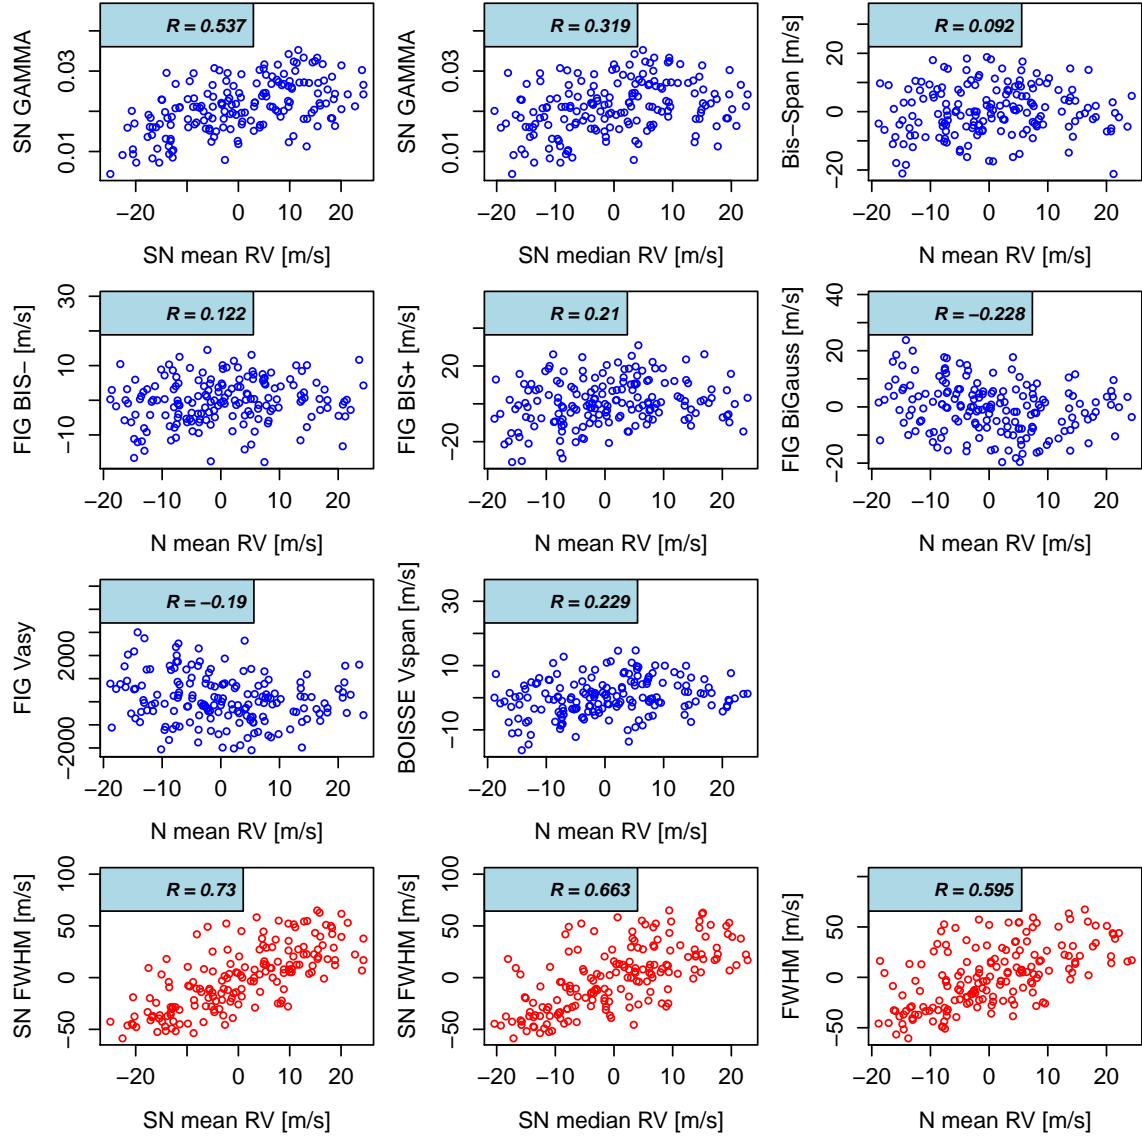 R = 0.537
SN GAMMA
0.01 0.03
−20 0 10 20
SN mean RV [m/s]
R = 0.319
SN GAMMA
0.01 0.03
−20 −10 0 10 20
SN median RV [m/s]
R = 0.092
Bis−Span [m/s]
−20 0 20
−20 −10 0 10 20
N mean RV [m/s]
R = 0.122
FIG BIS− [m/s]
−10 10 30
−20 −10 0 10 20
N mean RV [m/s]
R = 0.21
FIG BIS+ [m/s]
−20 20
−20 −10 0 10 20
N mean RV [m/s]
R = −0.228
FIG BiGauss [m/s]
−20 0 20 40
−20 −10 0 10 20
N mean RV [m/s]
R = −0.19
FIG Vasy
−2000 2000
−20 −10 0 10 20
N mean RV [m/s]
R = 0.229
BOISSE Vspan [m/s]
−10 10 30
−20 −10 0 10 20
N mean RV [m/s]
R = 0.73
SN FWHM [m/s]
−50 0 50 100
−20 0 10 20
SN mean RV [m/s]
R = 0.663
SN FWHM [m/s]
−50 0 50 100
−20 −10 0 10 20
SN median RV [m/s]
R = 0.595
FWHM [m/s]
−50 0 50
−20 −10 0 10 20
N mean RV [m/s]